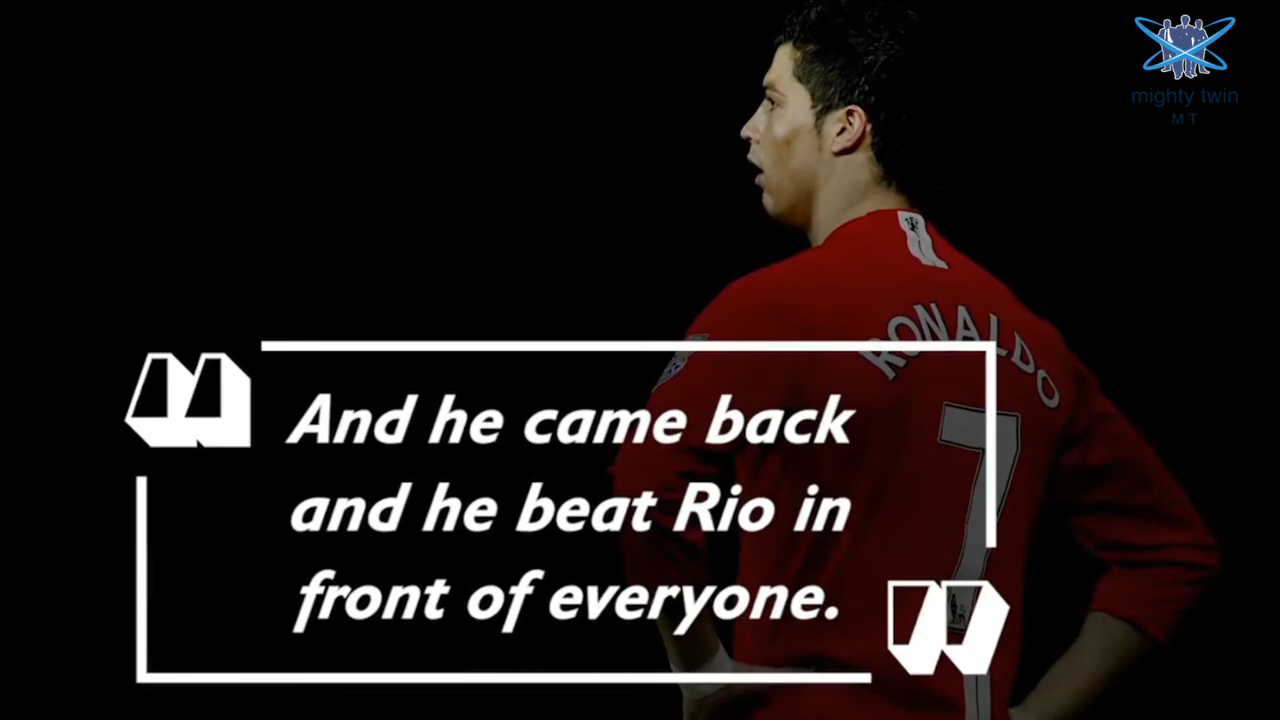 mighty twin
M T
RONALDO
7
And he came back
and he beat Rio in
front of everyone.